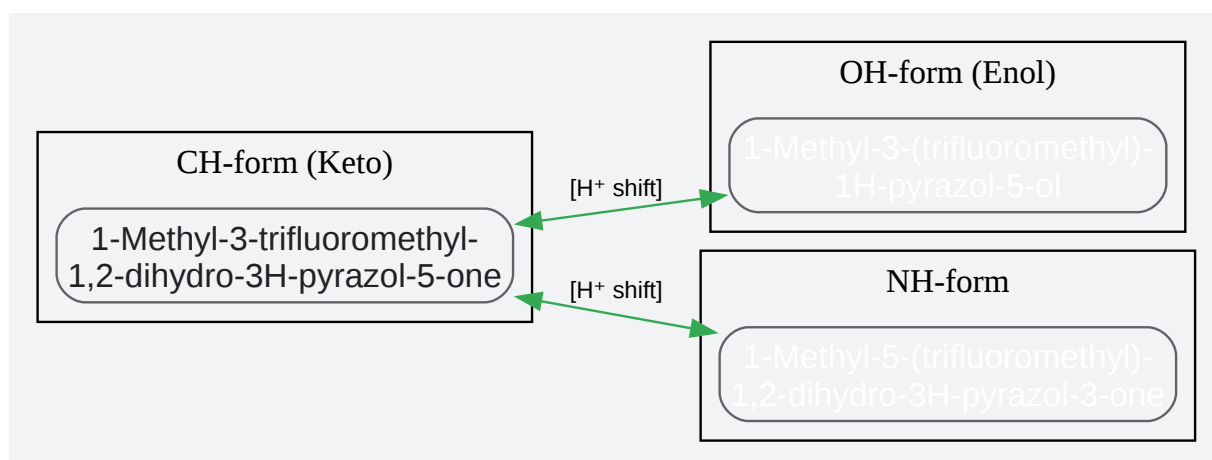 CH-form (Keto)
1-Methyl-3-trifluoromethyl-
1,2-dihydro-3H-pyrazol-5-one
[H⁺ shift]
[H⁺ shift]
OH-form (Enol)
1-Methyl-3-(trifluoromethyl)-
1H-pyrazol-5-ol
NH-form
1-Methyl-5-(trifluoromethyl)-
1,2-dihydro-3H-pyrazol-3-one